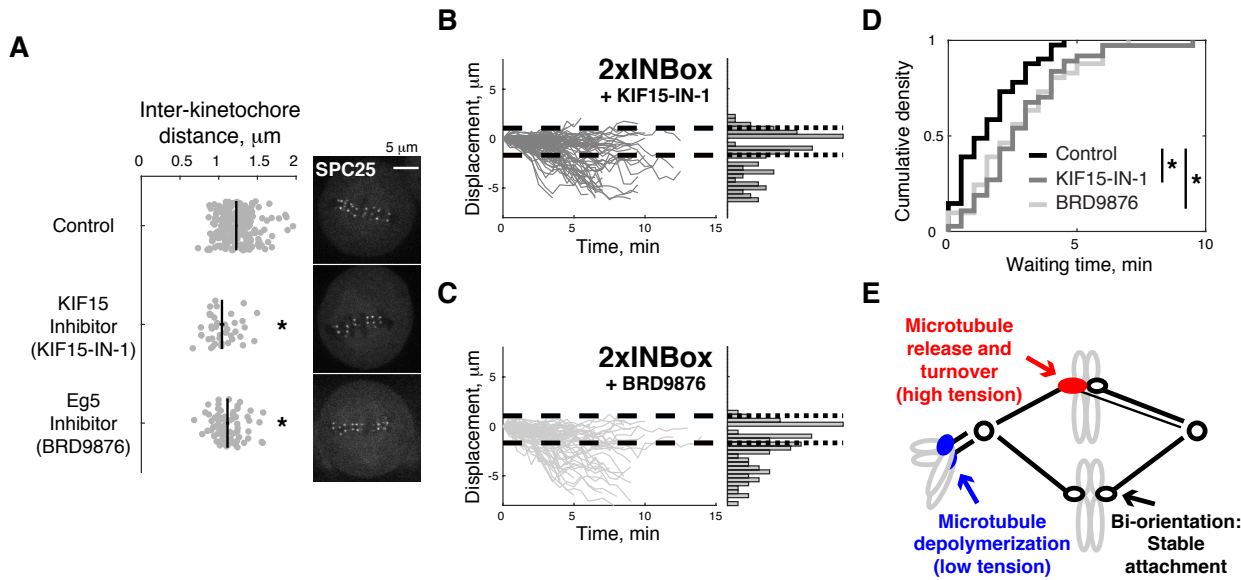 A
Inter-kinetochore
distance, μm
0 0.5 1 1.5 2
Control
KIF15
Inhibitor
(KIF15-IN-1)
*
Eg5
Inhibitor
(BRD9876)
*
5 μm
SPC25
B
2xINBox
+ KIF15-IN-1
Displacement, μm
5
0
-5
0 5 10 15
Time, min
C
2xINBox
+ BRD9876
Displacement, μm
5
0
-5
0 5 10 15
Time, min
D
Cumulative density
1
0.5
0
0 5 10
Waiting time, min
Control
KIF15-IN-1
BRD9876
*
*
E
Microtubule
release and
turnover
(high tension)
Microtubule
depolymerization
(low tension)
Bi-orientation:
Stable
attachment